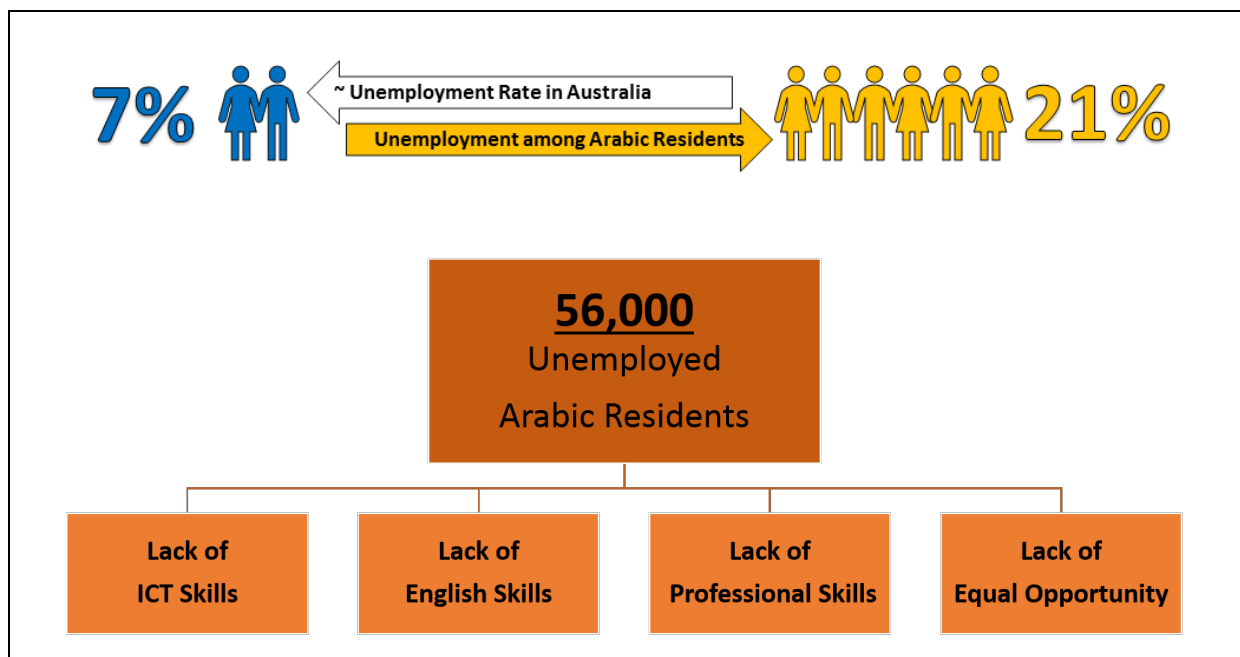 7%
~ Unemployment Rate in Australia
Unemployment among Arabic Residents
21%
56,000
Unemployed
Arabic Residents
Lack of
ICT Skills
Lack of
English Skills
Lack of
Professional Skills
Lack of
Equal Opportunity